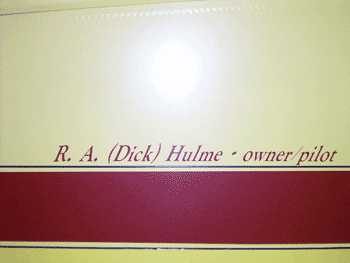 R. A. (Dick) Hulme - owner/pilot